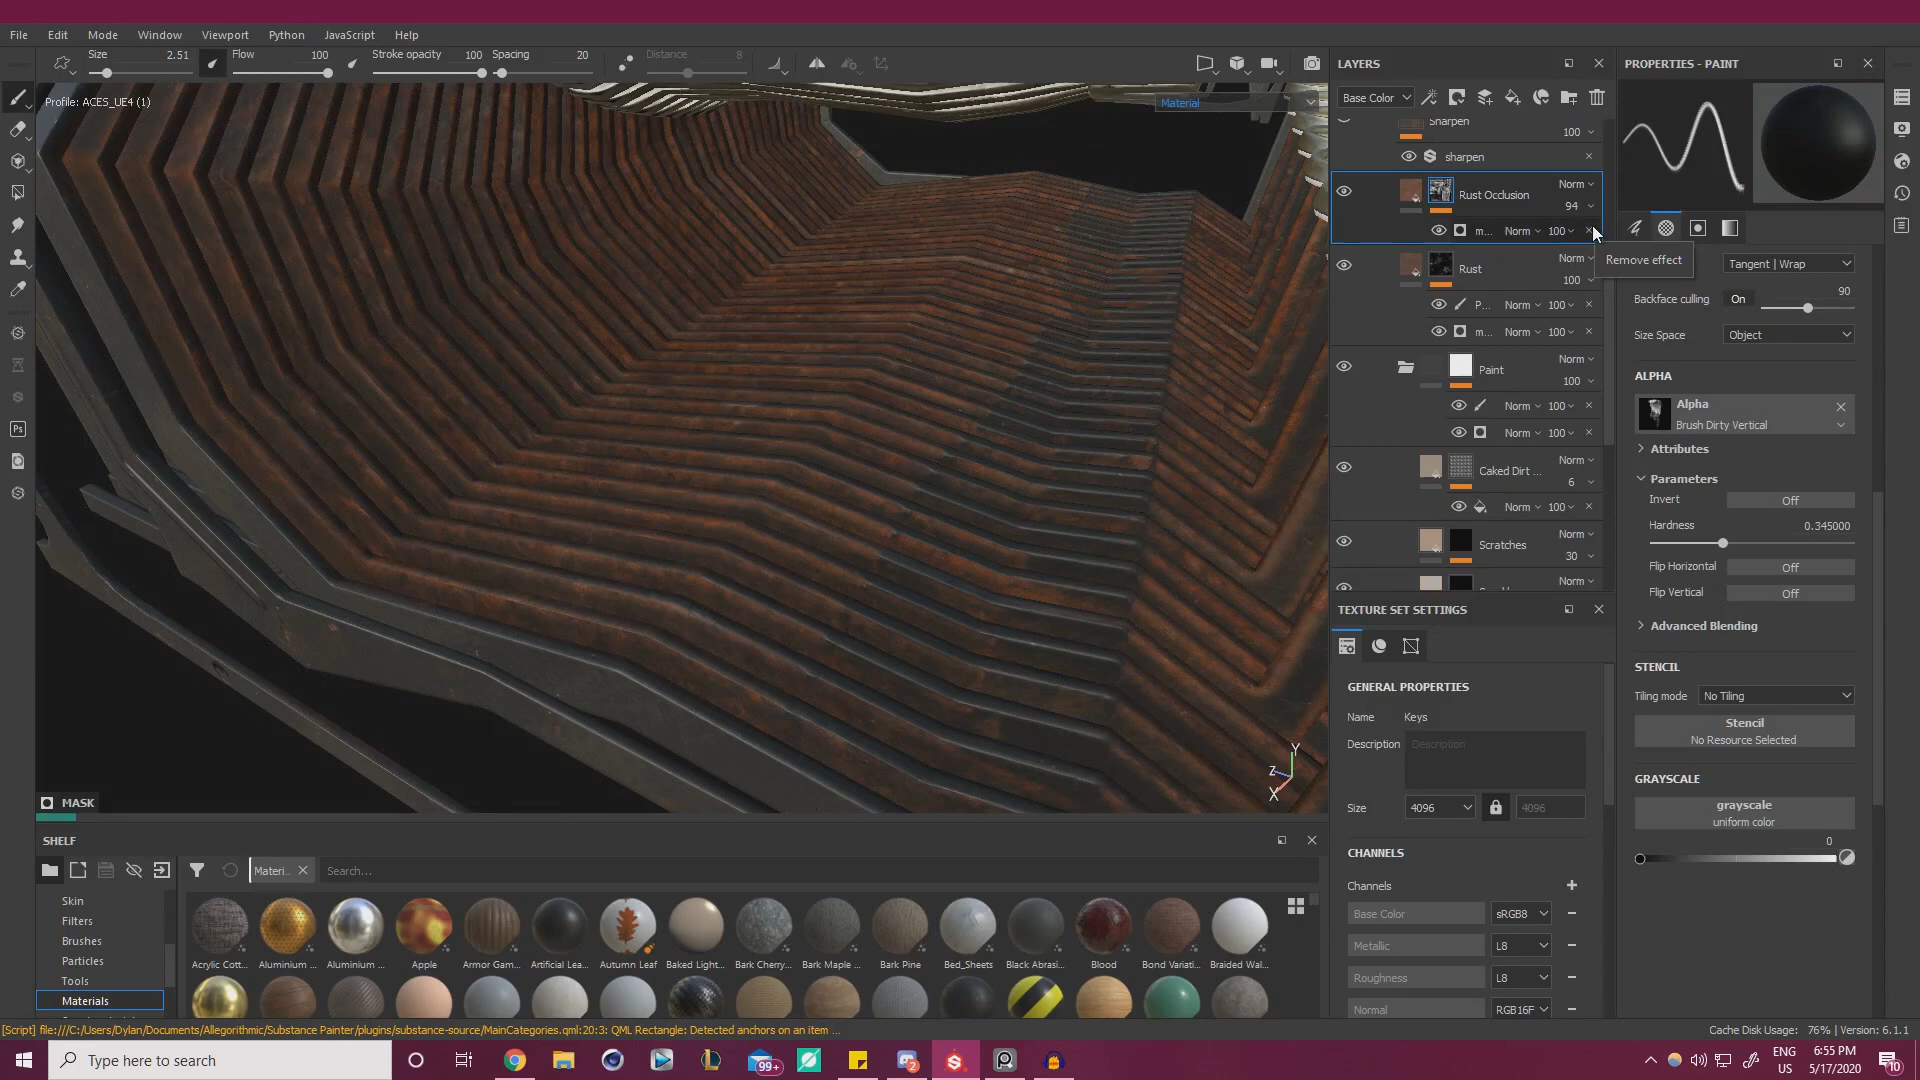 File Edit Mode Window Viewport Python JavaScript Help
Size 2.51 Flow 100 Stroke opacity 100 Spacing 20 Distance 8
Profile: ACES_UE4 (1)
Material
MASK
Y
Z
X
LAYERS
Base Color
Sharpen
100
sharpen
Rust Occlusion
Norm
94
m... Norm 100
Remove effect
Rust
Norm
100
P... Norm 100
m... Norm 100
Paint
Norm
100
Norm 100
Norm 100
Caked Dirt ...
Norm
6
Norm 100
Scratches
Norm
30
Norm
TEXTURE SET SETTINGS
GENERAL PROPERTIES
Name Keys
Description Description
Size 4096 4096
CHANNELS
Channels
Base Color sRGB8
Metallic L8
Roughness L8
Normal RGB16F
PROPERTIES - PAINT
Tangent | Wrap
Backface culling On 90
Size Space Object
ALPHA
Alpha
Brush Dirty Vertical
Attributes
Parameters
Invert Off
Hardness 0.345000
Flip Horizontal Off
Flip Vertical Off
Advanced Blending
STENCIL
Tiling mode No Tiling
Stencil
No Resource Selected
GRAYSCALE
grayscale
uniform color
0
SHELF
Materi.. Search...
Skin
Filters
Brushes
Particles
Tools
Materials
Acrylic Cott... Aluminium ... Aluminium ... Apple Armor Gam... Artificial Lea... Autumn Leaf Baked Light... Bark Cherry... Bark Maple ... Bark Pine Bed_Sheets Black Abrasi... Blood Bond Variati... Braided Wal...
[Script] file:///C:/Users/Dylan/Documents/Allegorithmic/Substance Painter/plugins/substance-source/MainCategories.qml:20:3: QML Rectangle: Detected anchors on an item ...
Cache Disk Usage: 76% | Version: 6.1.1
Type here to search
Ps
99+
2
ENG
US
6:55 PM
5/17/2020
10